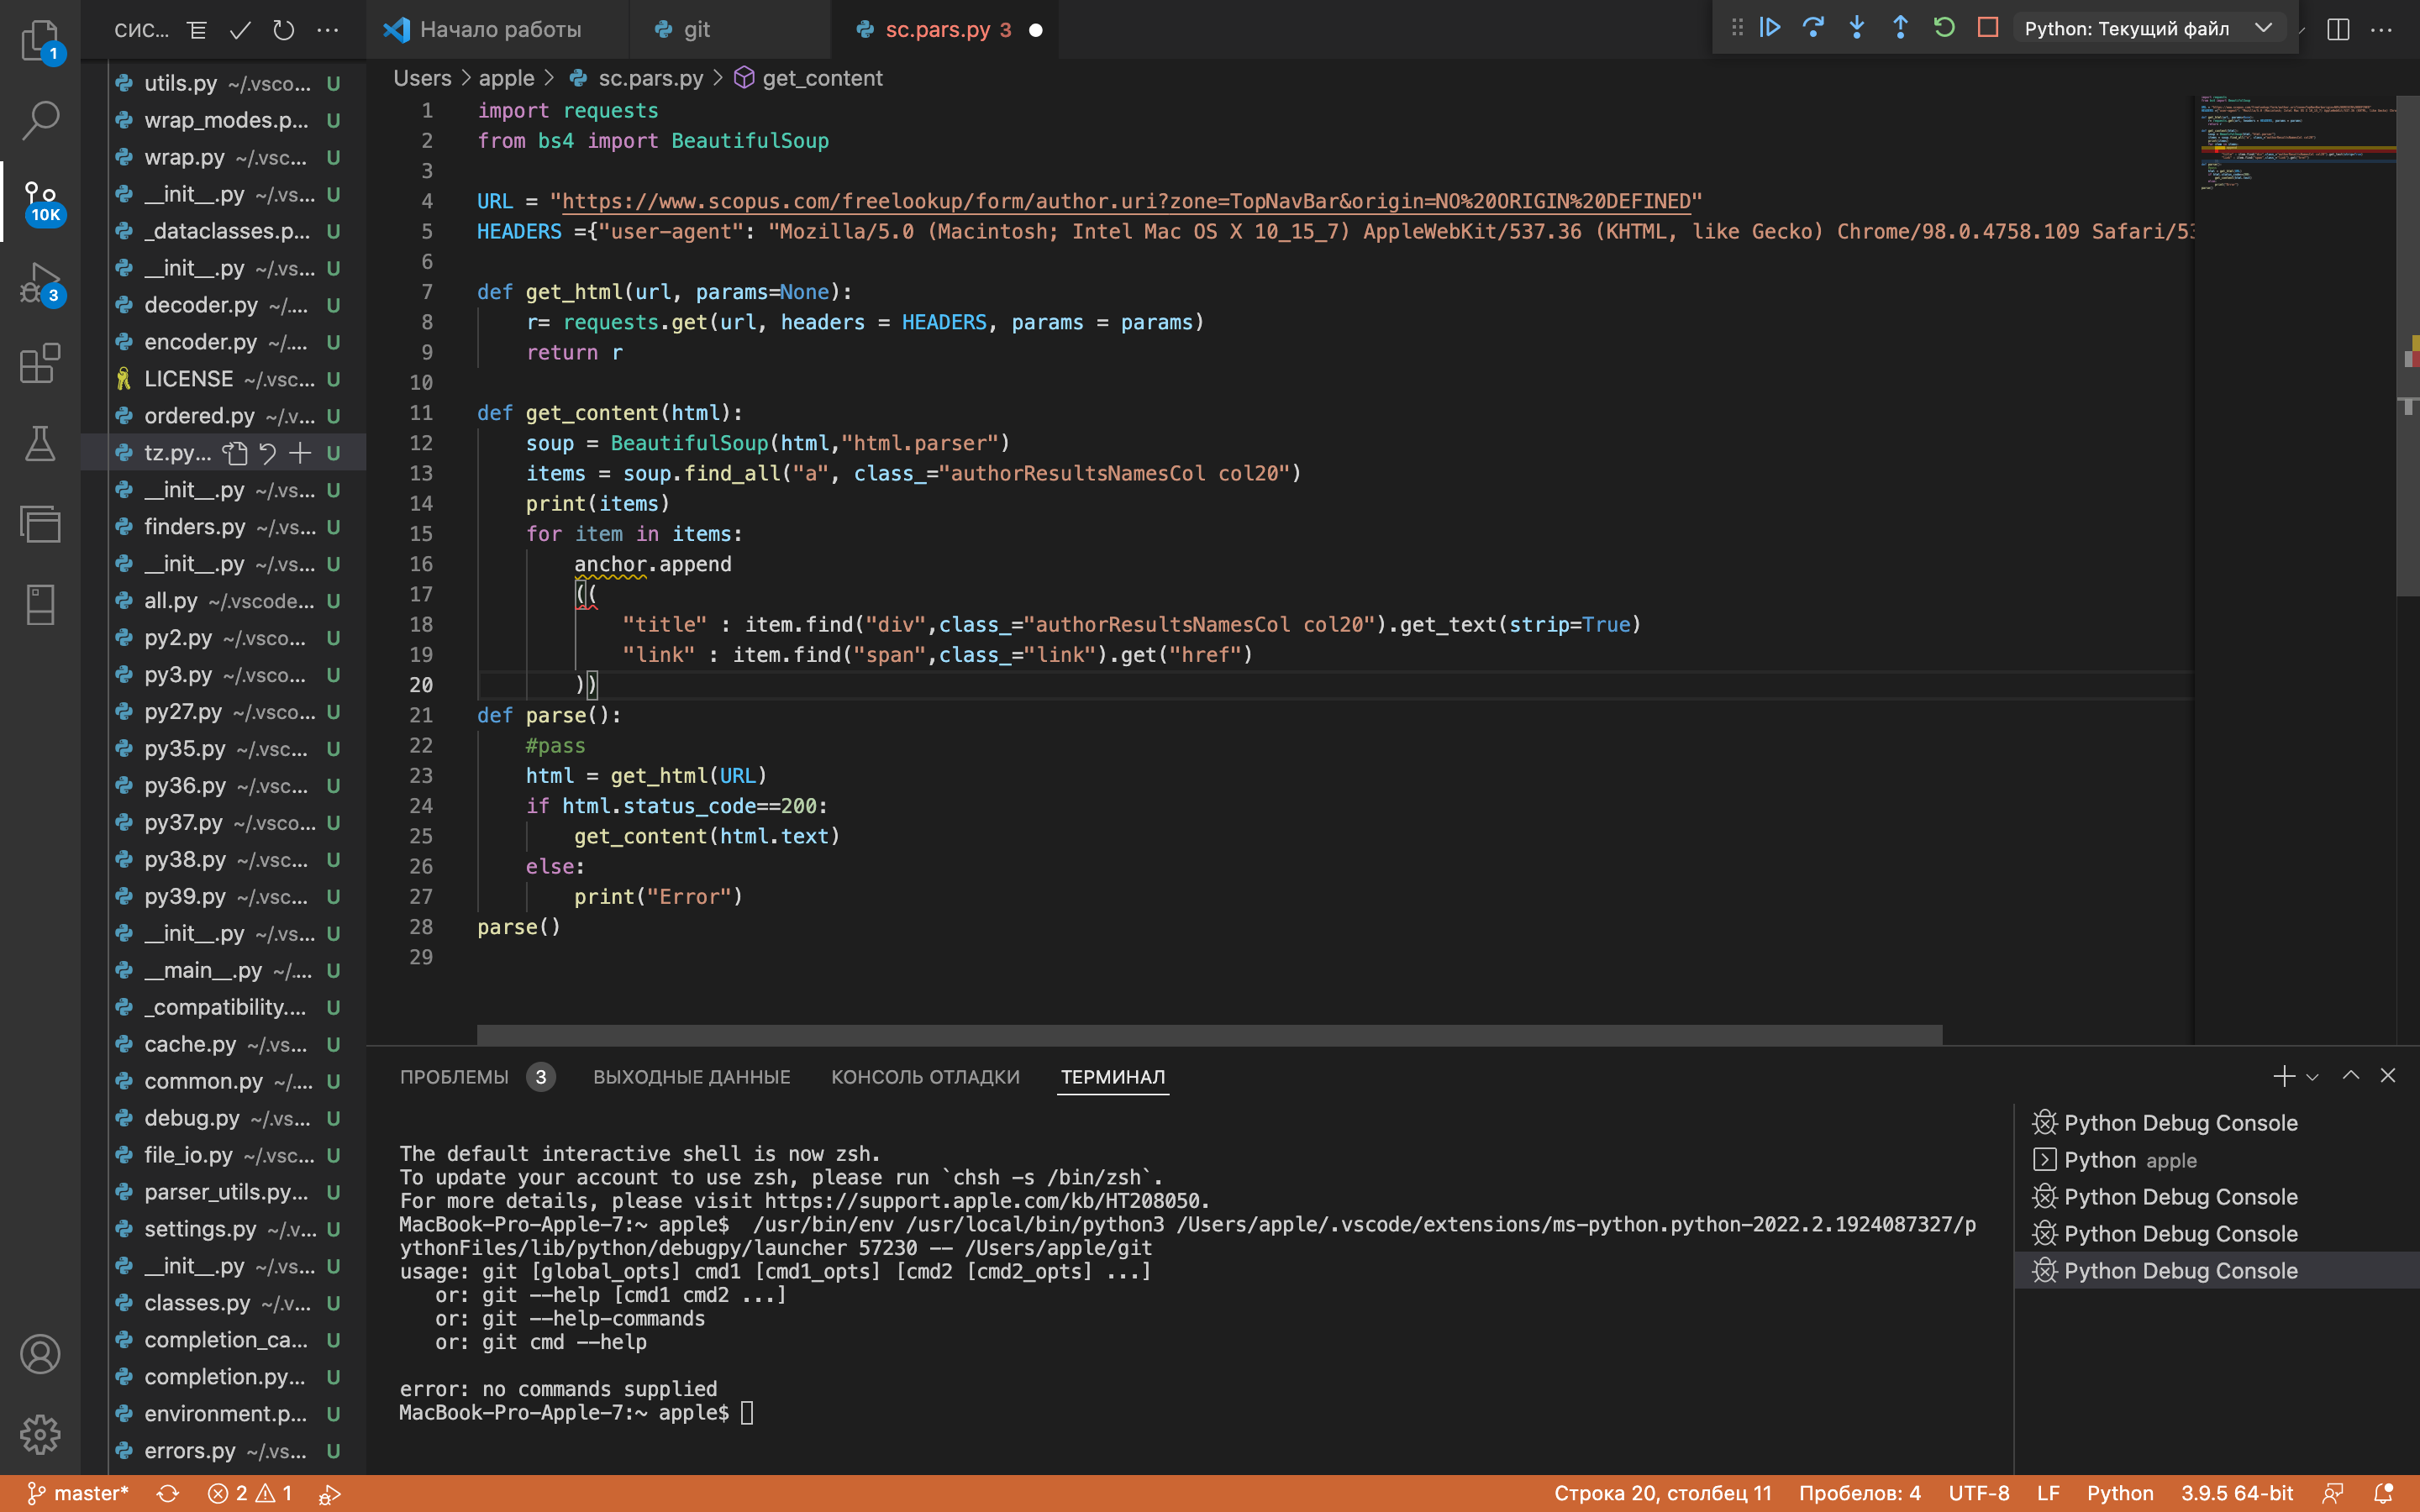 СИС...
Начало работы
git
sc.pars.py 3
Python: Текущий файл
Users > apple > sc.pars.py > get_content
1
10K
3
utils.py ~/.vsco... U
wrap_modes.p... U
wrap.py ~/.vsc... U
__init__.py ~/.vs... U
_dataclasses.p... U
__init__.py ~/.vs... U
decoder.py ~/.... U
encoder.py ~/.... U
LICENSE ~/.vsc... U
ordered.py ~/.v... U
tz.py... U
__init__.py ~/.vs... U
finders.py ~/.vs... U
__init__.py ~/.vs... U
all.py ~/.vscode... U
py2.py ~/.vsco... U
py3.py ~/.vsco... U
py27.py ~/.vsco... U
py35.py ~/.vsc... U
py36.py ~/.vsc... U
py37.py ~/.vsco... U
py38.py ~/.vsc... U
py39.py ~/.vsc... U
__init__.py ~/.vs... U
__main__.py ~/.... U
_compatibility.... U
cache.py ~/.vs... U
common.py ~/.... U
debug.py ~/.vs... U
file_io.py ~/.vsc... U
parser_utils.py... U
settings.py ~/.v... U
__init__.py ~/.vs... U
classes.py ~/.v... U
completion_ca... U
completion.py... U
environment.p... U
errors.py ~/.vs... U
1 import requests
2 from bs4 import BeautifulSoup
3
4 URL = "https://www.scopus.com/freelookup/form/author.uri?zone=TopNavBar&origin=NO%20ORIGIN%20DEFINED"
5 HEADERS ={"user-agent": "Mozilla/5.0 (Macintosh; Intel Mac OS X 10_15_7) AppleWebKit/537.36 (KHTML, like Gecko) Chrome/98.0.4758.109 Safari/53
6
7 def get_html(url, params=None):
8 r= requests.get(url, headers = HEADERS, params = params)
9 return r
10
11 def get_content(html):
12 soup = BeautifulSoup(html,"html.parser")
13 items = soup.find_all("a", class_="authorResultsNamesCol col20")
14 print(items)
15 for item in items:
16 anchor.append
17 ((
18 "title" : item.find("div",class_="authorResultsNamesCol col20").get_text(strip=True)
19 "link" : item.find("span",class_="link").get("href")
20 ))
21 def parse():
22 #pass
23 html = get_html(URL)
24 if html.status_code==200:
25 get_content(html.text)
26 else:
27 print("Error")
28 parse()
29
ПРОБЛЕМЫ 3 ВЫХОДНЫЕ ДАННЫЕ КОНСОЛЬ ОТЛАДКИ ТЕРМИНАЛ
The default interactive shell is now zsh.
To update your account to use zsh, please run `chsh -s /bin/zsh`.
For more details, please visit https://support.apple.com/kb/HT208050.
MacBook-Pro-Apple-7:~ apple$ /usr/bin/env /usr/local/bin/python3 /Users/apple/.vscode/extensions/ms-python.python-2022.2.1924087327/p
ythonFiles/lib/python/debugpy/launcher 57230 -- /Users/apple/git
usage: git [global_opts] cmd1 [cmd1_opts] [cmd2 [cmd2_opts] ...]
or: git --help [cmd1 cmd2 ...]
or: git --help-commands
or: git cmd --help
error: no commands supplied
MacBook-Pro-Apple-7:~ apple$
Python Debug Console
Python apple
Python Debug Console
Python Debug Console
Python Debug Console
master* 2 1 Строка 20, столбец 11 Пробелов: 4 UTF-8 LF Python 3.9.5 64-bit